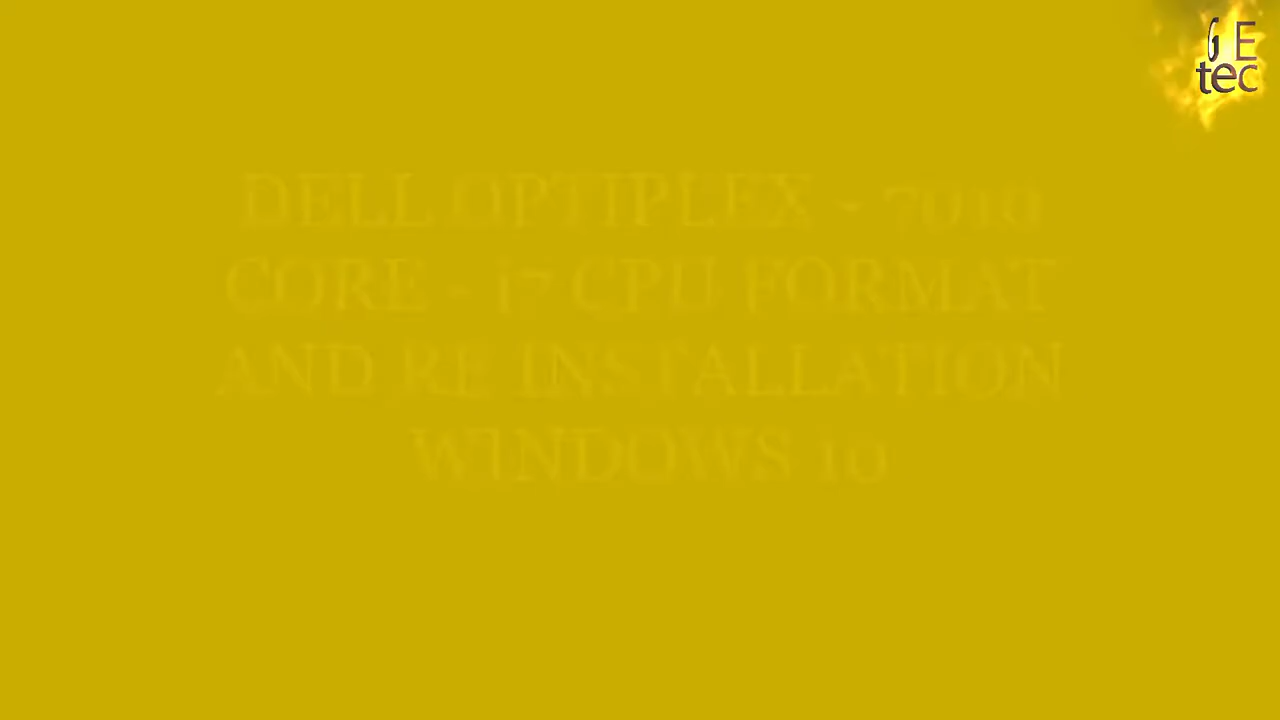 G E
tec
DELL OPTIPLEX - 7010
CORE - i7 CPU FORMAT
AND RE INSTALLATION
WINDOWS 10